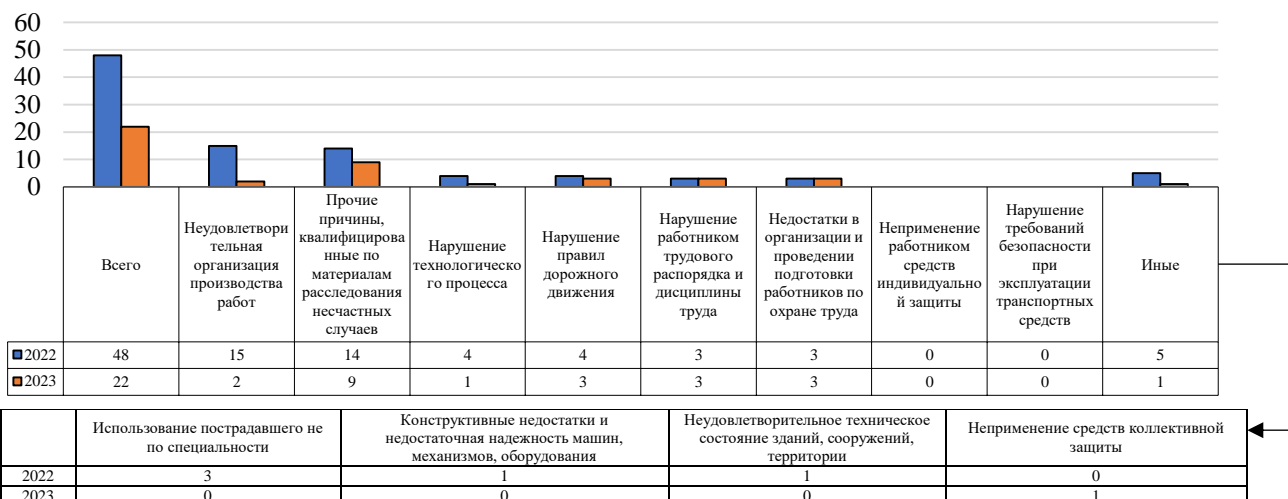 60
50
40
30
20
10
0
Всего
Неудовлетвори
тельная
организация
производства
работ
Прочие
причины,
квалифицирова
нные по
материалам
расследования
несчастных
случаев
Нарушение
технологическо
го процесса
Нарушение
правил
дорожного
движения
Нарушение
работником
трудового
распорядка и
дисциплины
труда
Недостатки в
организации и
проведении
подготовки
работников по
охране труда
Неприменение
работником
средств
индивидуально
й защиты
Нарушение
требований
безопасности
при
эксплуатации
транспортных
средств
Иные
2022 48 15 14 4 4 3 3 0 0 5
2023 22 2 9 1 3 3 3 0 0 1
Использование пострадавшего не
по специальности
Конструктивные недостатки и
недостаточная надежность машин,
механизмов, оборудования
Неудовлетворительное техническое
состояние зданий, сооружений,
территории
Неприменение средств коллективной
защиты
2022 3 1 1 0
2023 0 0 0 1